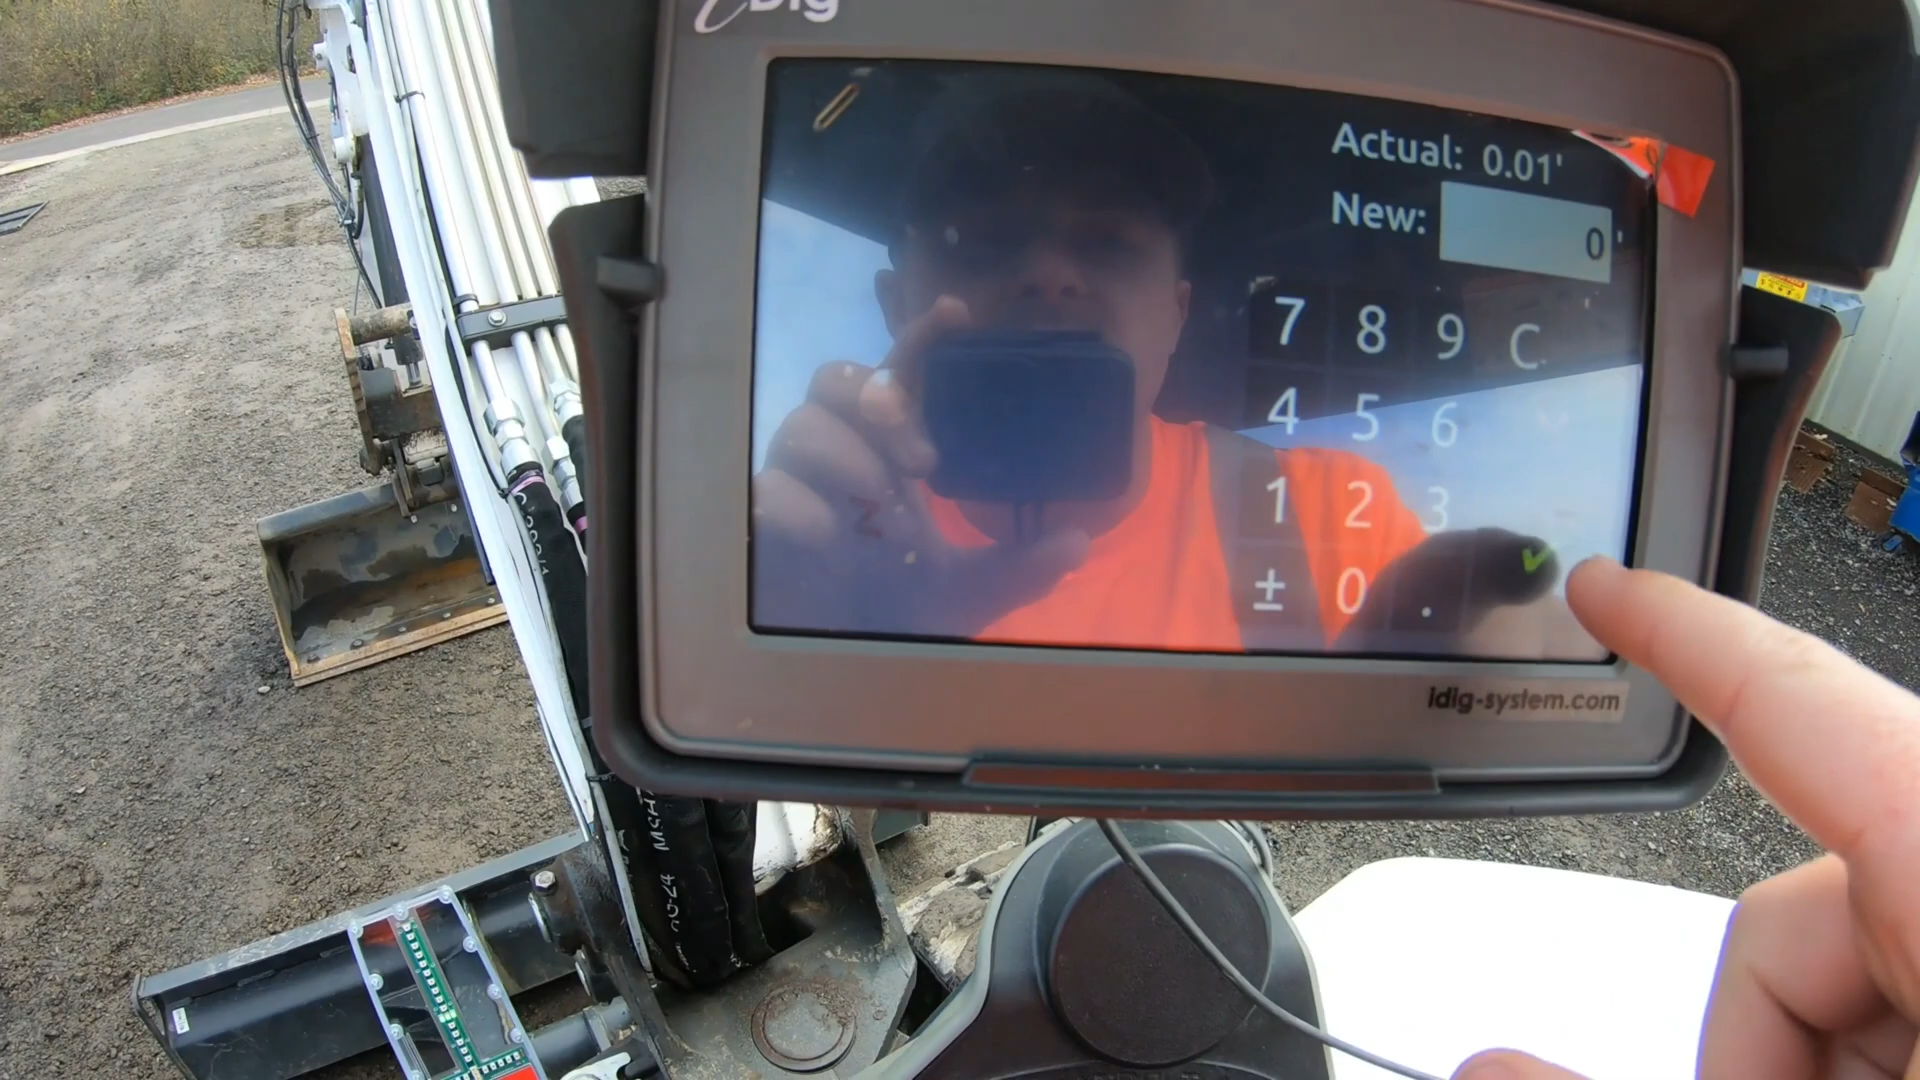 iDig
Actual: 0.01'
New: 0 '
7 8 9 C
4 5 6
1 2 3
± 0 .
idig-system.com